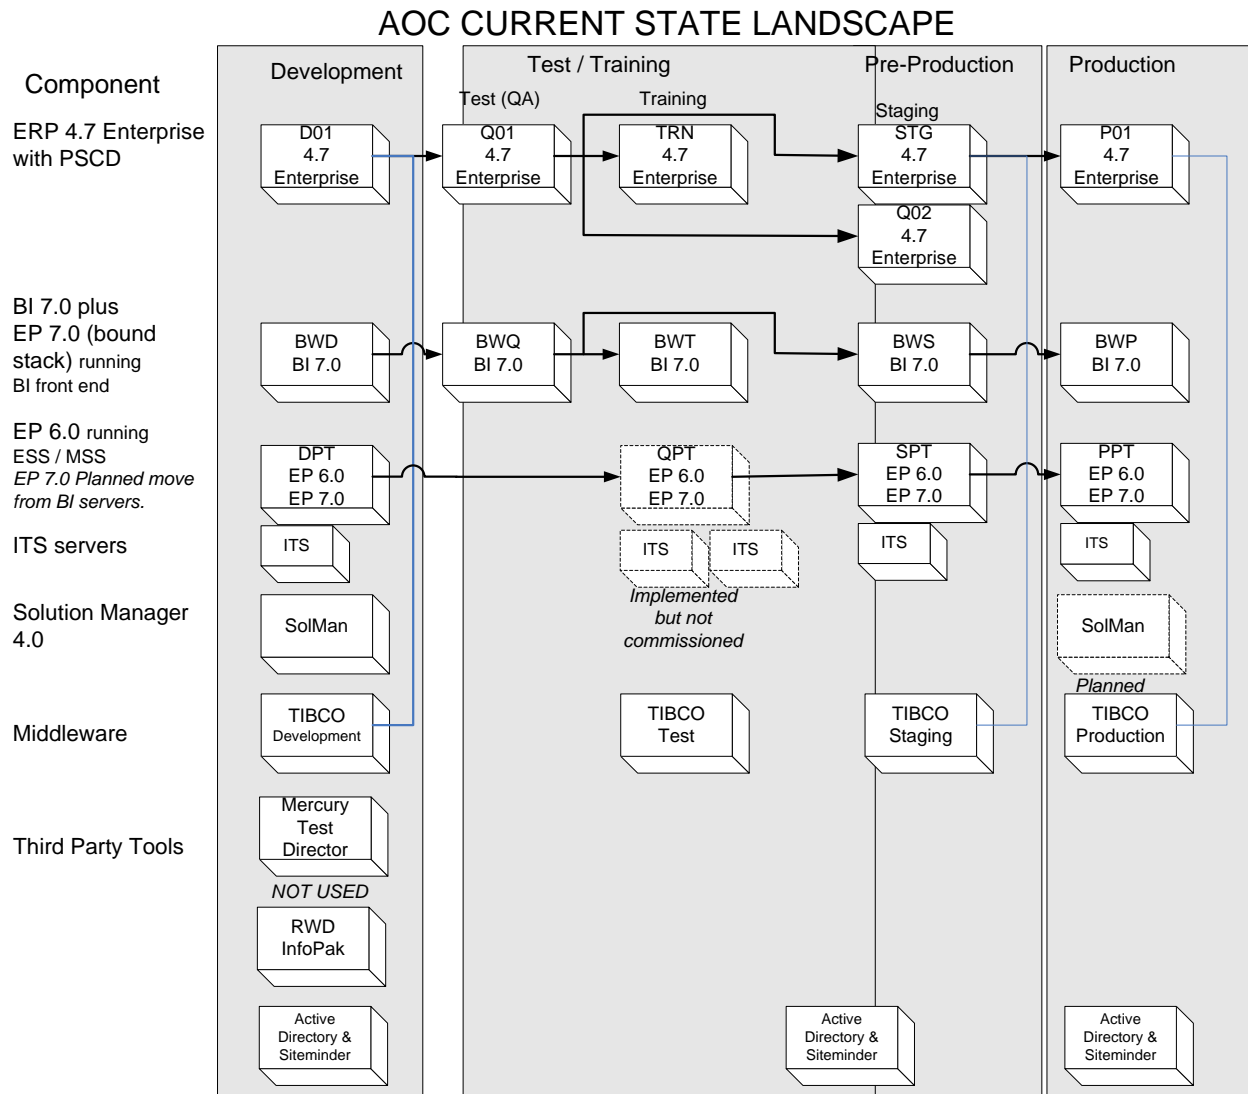 AOC CURRENT STATE LANDSCAPE
Component
Development
Test / Training
Pre-Production
Production
Test (QA)
Training
Staging
ERP 4.7 Enterprise
with PSCD
D01
4.7
Enterprise
Q01
4.7
Enterprise
TRN
4.7
Enterprise
STG
4.7
Enterprise
P01
4.7
Enterprise
Q02
4.7
Enterprise
BI 7.0 plus
EP 7.0 (bound
stack) running
BI front end
BWD
BI 7.0
BWQ
BI 7.0
BWT
BI 7.0
BWS
BI 7.0
BWP
BI 7.0
EP 6.0 running
ESS / MSS
EP 7.0 Planned move
from BI servers.
DPT
EP 6.0
EP 7.0
QPT
EP 6.0
EP 7.0
SPT
EP 6.0
EP 7.0
PPT
EP 6.0
EP 7.0
ITS servers
ITS
ITS
ITS
ITS
ITS
Implemented
but not
commissioned
Solution Manager
4.0
SolMan
SolMan
Planned
Middleware
TIBCO
Development
TIBCO
Test
TIBCO
Staging
TIBCO
Production
Third Party Tools
Mercury
Test
Director
NOT USED
RWD
InfoPak
Active
Directory &
Siteminder
Active
Directory &
Siteminder
Active
Directory &
Siteminder